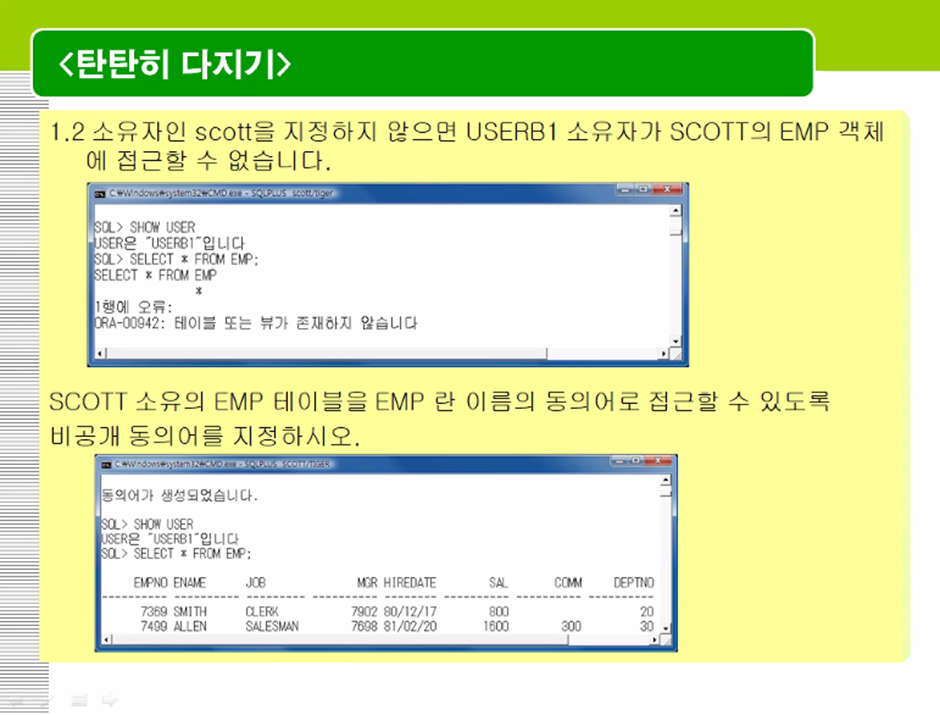 <탄탄히 다지기>
1.2 소유자인 scott을 지정하지 않으면 USERB1 소유자가 SCOTT의 EMP 객체
에 접근할 수 없습니다.
C:₩Windows₩system32₩CMD.exe - SQLPLUS scott/tiger
SQL> SHOW USER
USER은 "USERB1"입니다
SQL> SELECT * FROM EMP;
SELECT * FROM EMP
*
1행에 오류:
ORA-00942: 테이블 또는 뷰가 존재하지 않습니다
SCOTT 소유의 EMP 테이블을 EMP 란 이름의 동의어로 접근할 수 있도록
비공개 동의어를 지정하시오.
C:₩Windows₩system32₩CMD.exe - SQLPLUS SCOTT/TIGER
동의어가 생성되었습니다.
SQL> SHOW USER
USER은 "USERB1"입니다
SQL> SELECT * FROM EMP;
EMPNO ENAME JOB MGR HIREDATE SAL COMM DEPTNO
---------- ---------- --------- ---------- -------- ---------- ---------- ----------
7369 SMITH CLERK 7902 80/12/17 800 20
7499 ALLEN SALESMAN 7698 81/02/20 1600 300 30